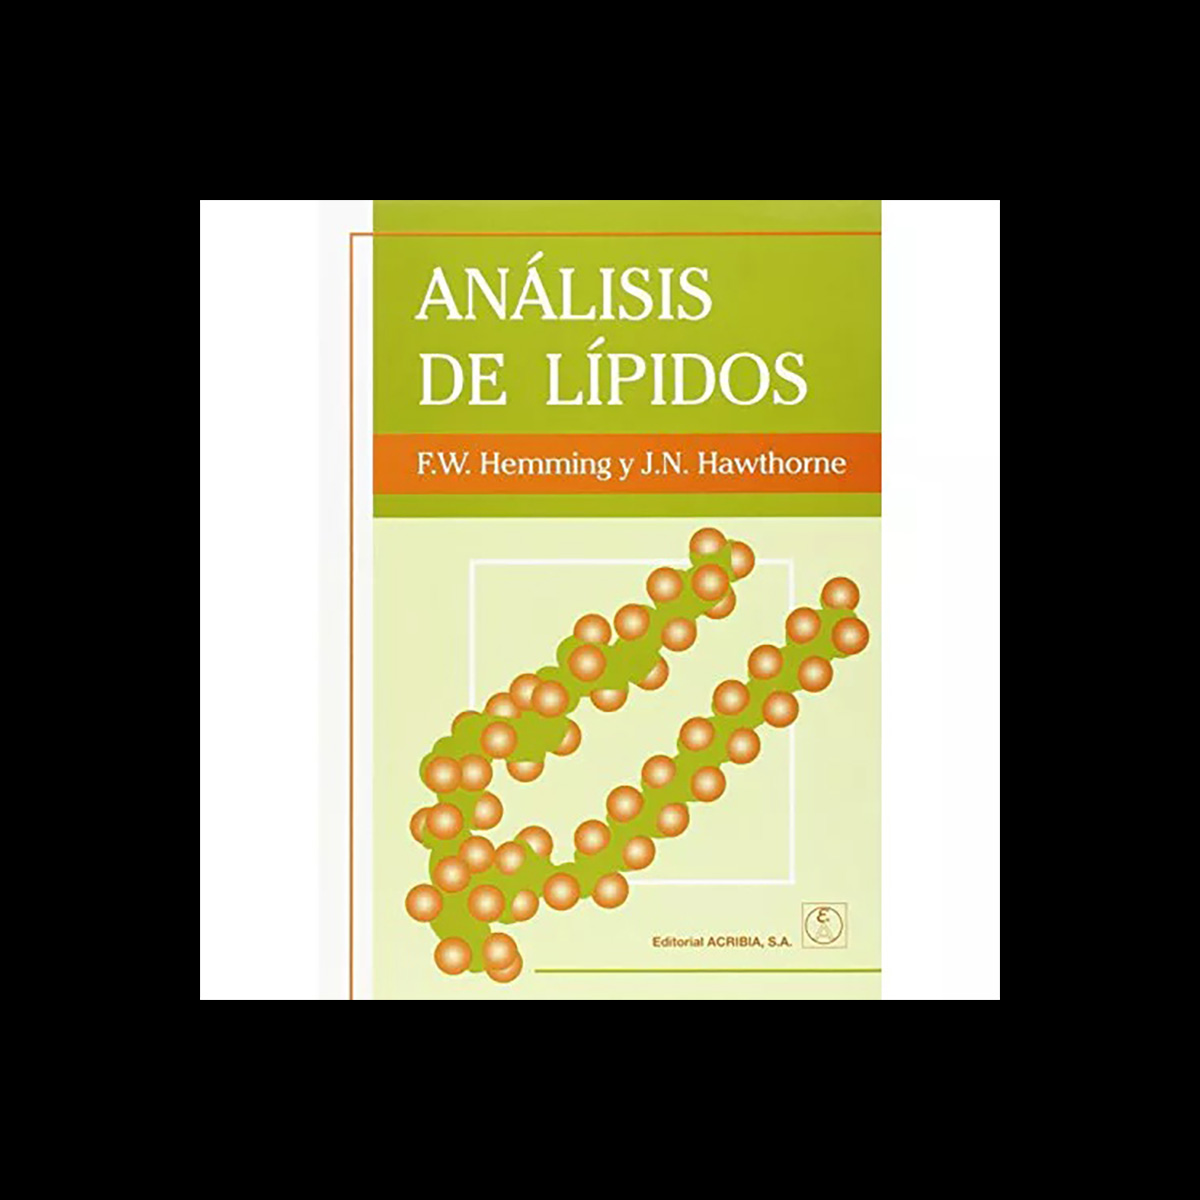 ANÁLISIS
DE LÍPIDOS
F.W. Hemming y J.N. Hawthorne
Editorial ACRIBIA, S.A.
E.
A